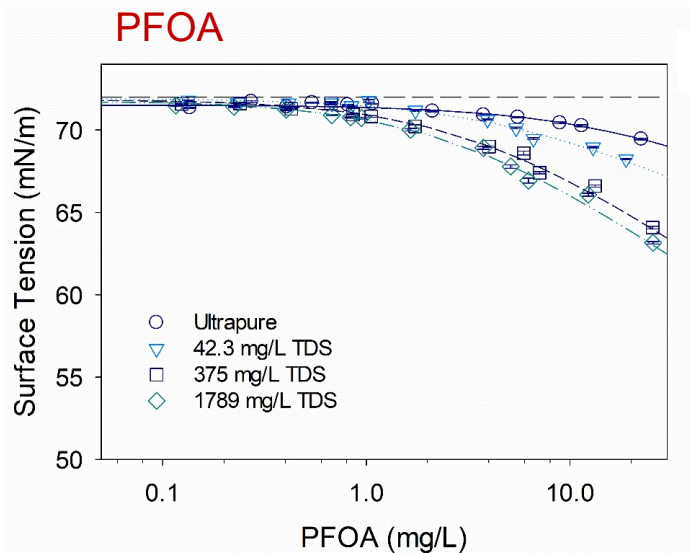 PFOA
Surface Tension (mN/m)
70
65
60
55
50
Ultrapure
42.3 mg/L TDS
375 mg/L TDS
1789 mg/L TDS
0.1
1.0
10.0
PFOA (mg/L)